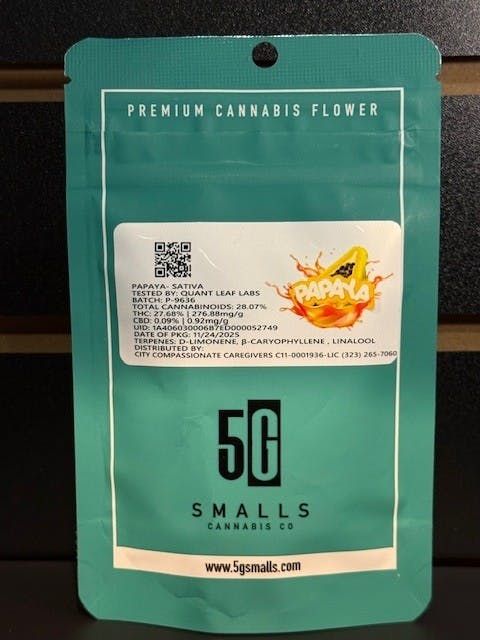 PREMIUM CANNABIS FLOWER
PAPAYA- SATIVA
TESTED BY: QUANT LEAF LABS
BATCH: P-9636
TOTAL CANNABINOIDS: 28.07%
THC: 27.68% | 276.88mg/g
CBD: 0.09% | 0.92mg/g
UID: 1A406030006B7ED000052749
DATE OF PKG: 11/24/2025
TERPENES: D-LIMONENE, β-CARYOPHYLLENE , LINALOOL
DISTRIBUTED BY:
CITY COMPASSIONATE CAREGIVERS C11-0001936-LIC (323) 265-7060
PAPAYA
5G
SMALLS
CANNABIS CO
www.5gsmalls.com